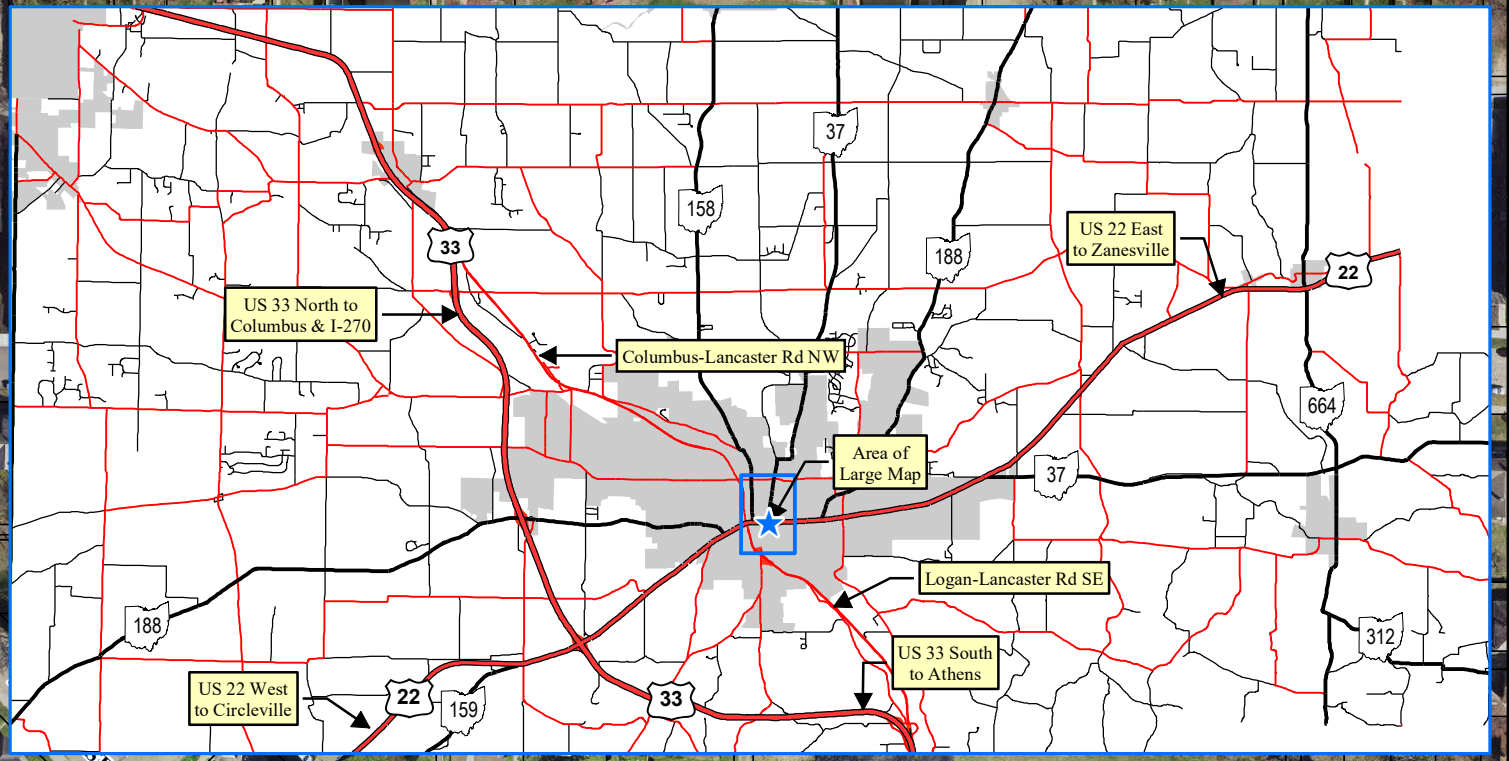 37
158
33
188
US 22 East
to Zanesville
22
US 33 North to
Columbus & I-270
Columbus-Lancaster Rd NW
664
Area of
Large Map
37
Logan-Lancaster Rd SE
188
312
US 33 South
to Athens
US 22 West
to Circleville
22
159
33